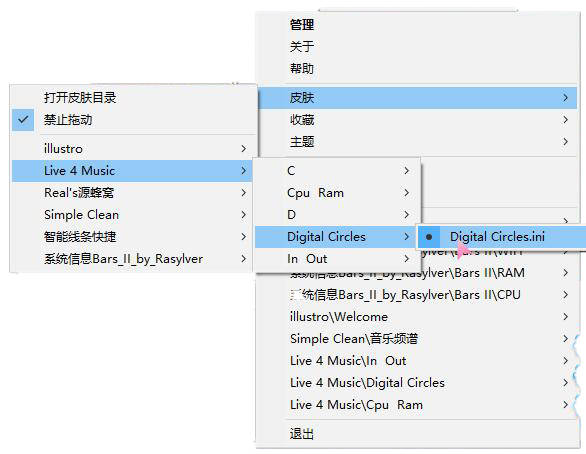 管理
关于
帮助
皮肤
收藏
主题
打开皮肤目录
禁止拖动
illustro
Live 4 Music
Real's源蜂窝
Simple Clean
智能线条快捷
系统信息Bars_II_by_Rasylver
C
Cpu Ram
D
Digital Circles
In Out
Digital Circles.ini
系统信息Bars_II_by_Rasylver\Bars II\RAM
系统信息Bars_II_by_Rasylver\Bars II\CPU
illustro\Welcome
Simple Clean\音乐频谱
Live 4 Music\In Out
Live 4 Music\Digital Circles
Live 4 Music\Cpu Ram
退出